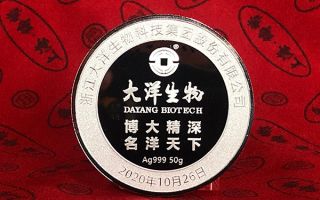 浙江大洋生物科技集团股份有限公司
大洋生物
DAYANG BIOTECH
博大精深
名洋天下
Ag999 50g
2020年10月26日